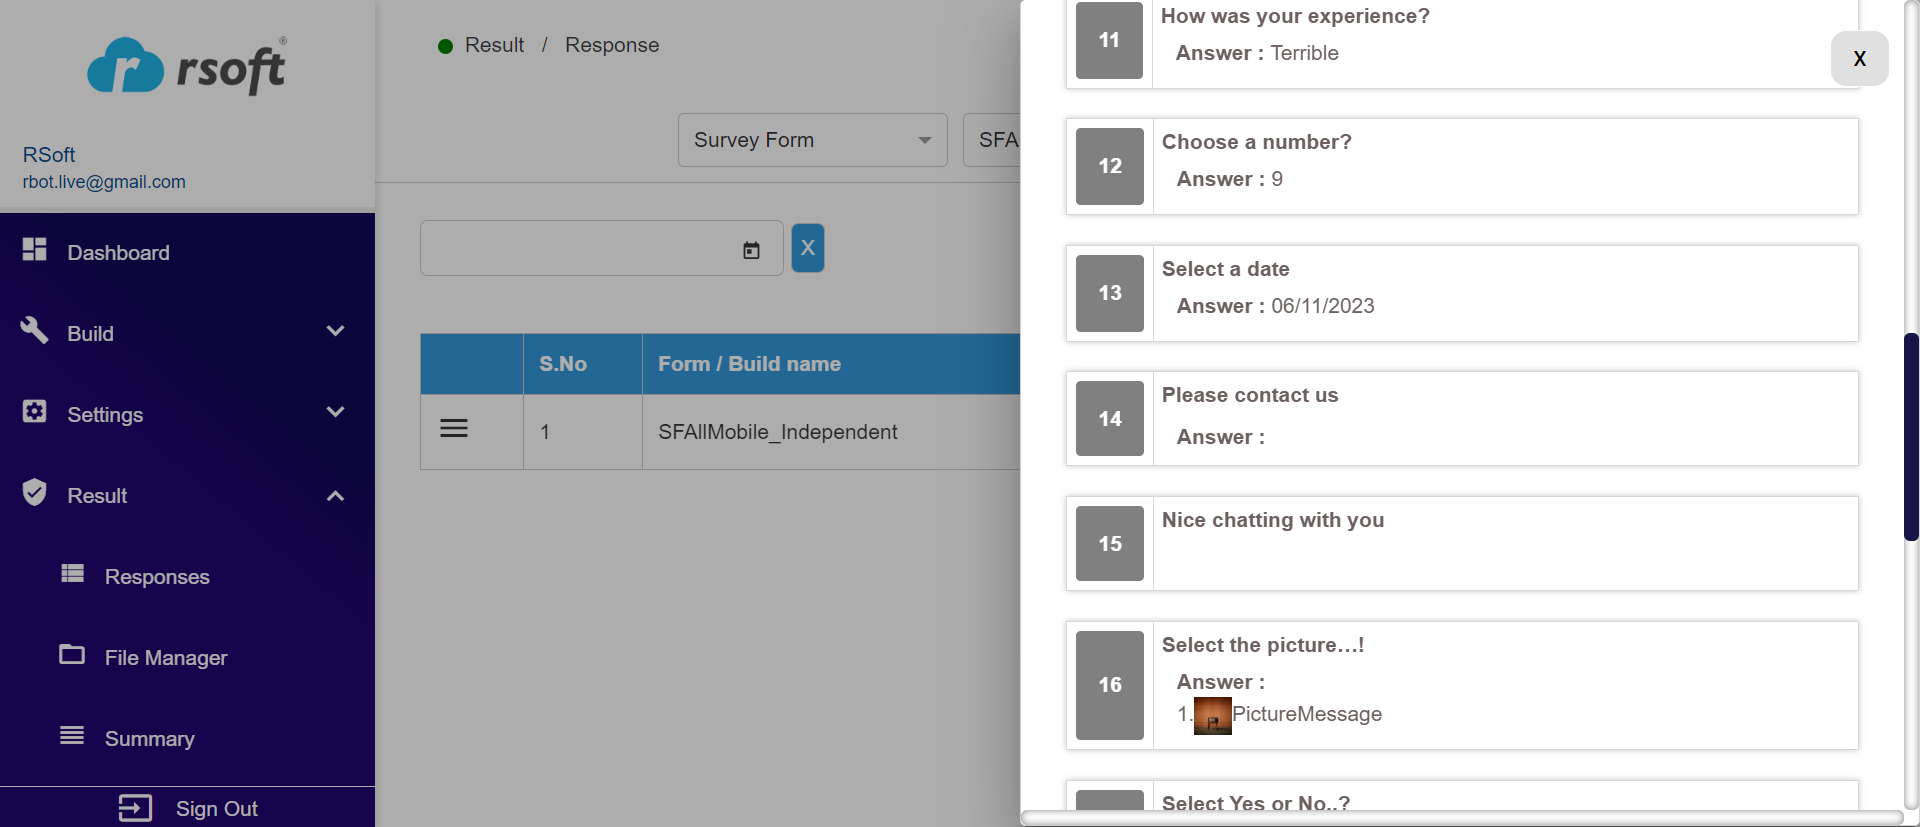 rsoft®
RSoft
rbot.live@gmail.com
Dashboard
Build
Settings
Result
Responses
File Manager
Summary
Sign Out
Result / Response
Survey Form
SFA
X
S.No Form / Build name
1 SFAllMobile_Independent
X
11
How was your experience?
Answer : Terrible
12
Choose a number?
Answer : 9
13
Select a date
Answer : 06/11/2023
14
Please contact us
Answer :
15
Nice chatting with you
16
Select the picture...!
Answer :
1. PictureMessage
Select Yes or No..?